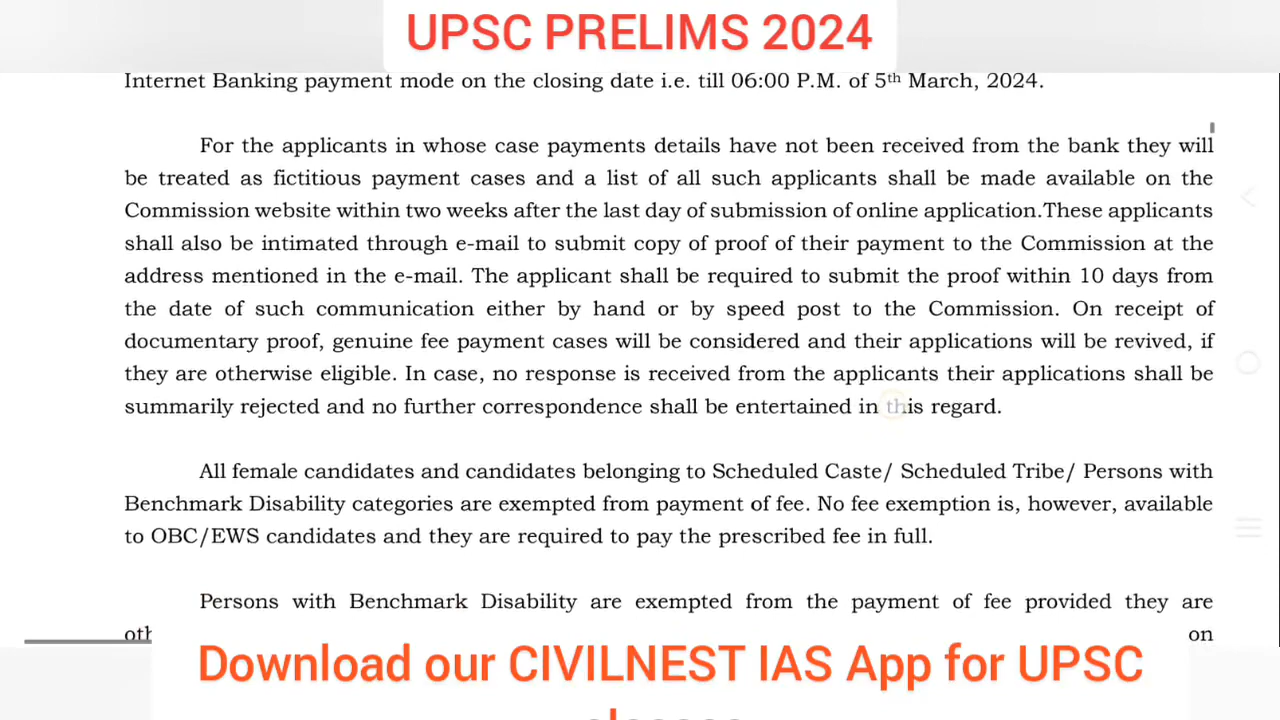 UPSC PRELIMS 2024
Internet Banking payment mode on the closing date i.e. till 06:00 P.M. of 5th March, 2024.
For the applicants in whose case payments details have not been received from the bank they will
be treated as fictitious payment cases and a list of all such applicants shall be made available on the
Commission website within two weeks after the last day of submission of online application.These applicants
shall also be intimated through e-mail to submit copy of proof of their payment to the Commission at the
address mentioned in the e-mail. The applicant shall be required to submit the proof within 10 days from
the date of such communication either by hand or by speed post to the Commission. On receipt of
documentary proof, genuine fee payment cases will be considered and their applications will be revived, if
they are otherwise eligible. In case, no response is received from the applicants their applications shall be
summarily rejected and no further correspondence shall be entertained in this regard.
All female candidates and candidates belonging to Scheduled Caste/ Scheduled Tribe/ Persons with
Benchmark Disability categories are exempted from payment of fee. No fee exemption is, however, available
to OBC/EWS candidates and they are required to pay the prescribed fee in full.
Persons with Benchmark Disability are exempted from the payment of fee provided they are
on
Download our CIVILNEST IAS App for UPSC